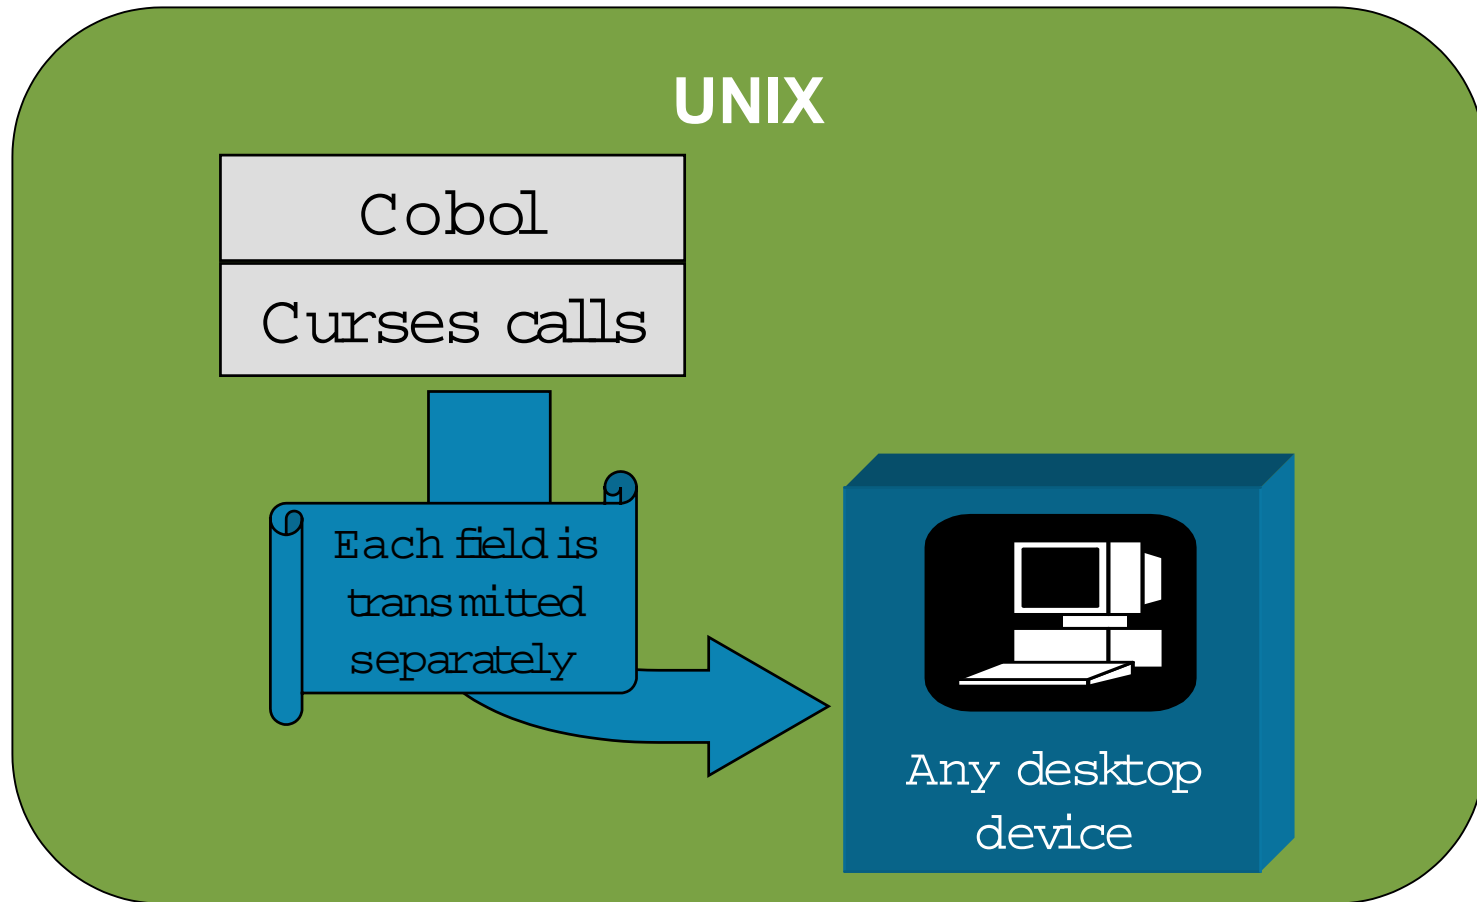 UNIX
Cobol
Curses calls
Each field is
transmitted
separately
Any desktop
device